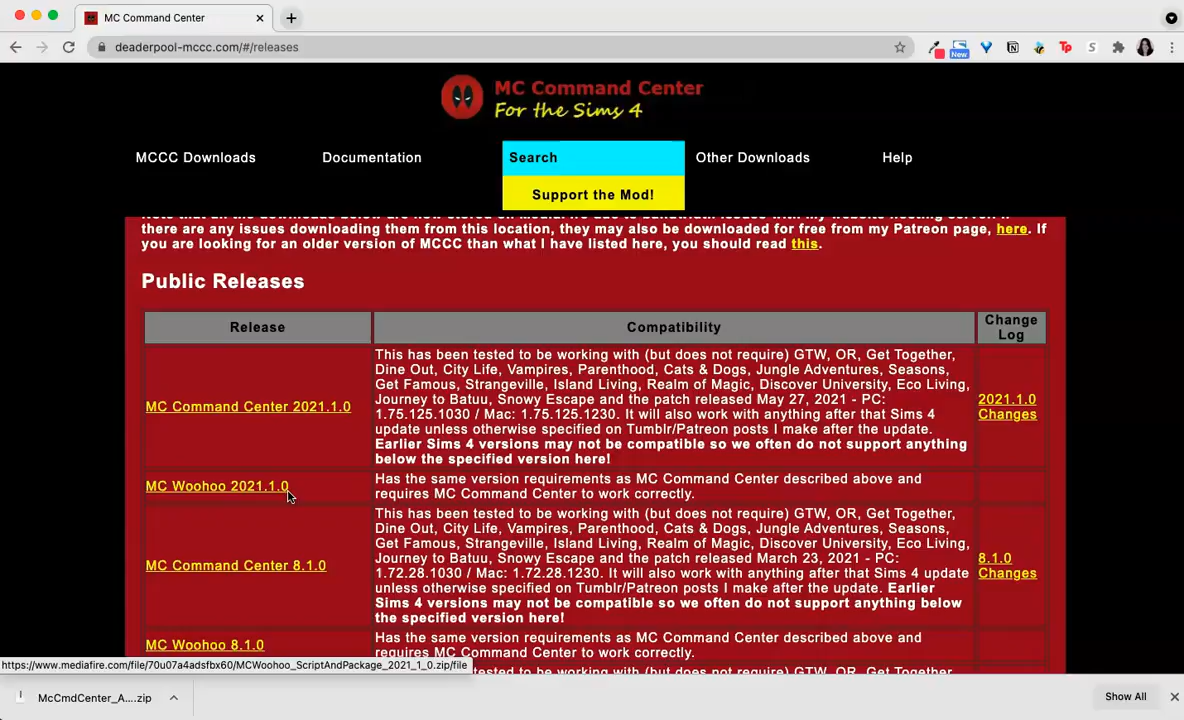 MC Command Center
deaderpool-mccc.com/#/releases
New
Tp
S
MC Command Center
For the Sims 4
MCCC Downloads
Documentation
Search
Other Downloads
Help
Support the Mod!
there are any issues downloading them from this location, they may also be downloaded for free from my Patreon page, here. If
you are looking for an older version of MCCC than what I have listed here, you should read this.
Public Releases
Release
Compatibility
Change
Log
MC Command Center 2021.1.0
This has been tested to be working with (but does not require) GTW, OR, Get Together,
Dine Out, City Life, Vampires, Parenthood, Cats & Dogs, Jungle Adventures, Seasons,
Get Famous, Strangeville, Island Living, Realm of Magic, Discover University, Eco Living,
Journey to Batuu, Snowy Escape and the patch released May 27, 2021 - PC:
1.75.125.1030 / Mac: 1.75.125.1230. It will also work with anything after that Sims 4
update unless otherwise specified on Tumblr/Patreon posts I make after the update.
Earlier Sims 4 versions may not be compatible so we often do not support anything
below the specified version here!
2021.1.0
Changes
MC Woohoo 2021.1.0
Has the same version requirements as MC Command Center described above and
requires MC Command Center to work correctly.
MC Command Center 8.1.0
This has been tested to be working with (but does not require) GTW, OR, Get Together,
Dine Out, City Life, Vampires, Parenthood, Cats & Dogs, Jungle Adventures, Seasons,
Get Famous, Strangeville, Island Living, Realm of Magic, Discover University, Eco Living,
Journey to Batuu, Snowy Escape and the patch released March 23, 2021 - PC:
1.72.28.1030 / Mac: 1.72.28.1230. It will also work with anything after that Sims 4 update
unless otherwise specified on Tumblr/Patreon posts I make after the update. Earlier
Sims 4 versions may not be compatible so we often do not support anything below
the specified version here!
8.1.0
Changes
MC Woohoo 8.1.0
Has the same version requirements as MC Command Center described above and
requires MC Command Center to work correctly.
https://www.mediafire.com/file/70u07a4adsfbx60/MCWoohoo_ScriptAndPackage_2021_1_0.zip/file
McCmdCenter_A....zip
Show All